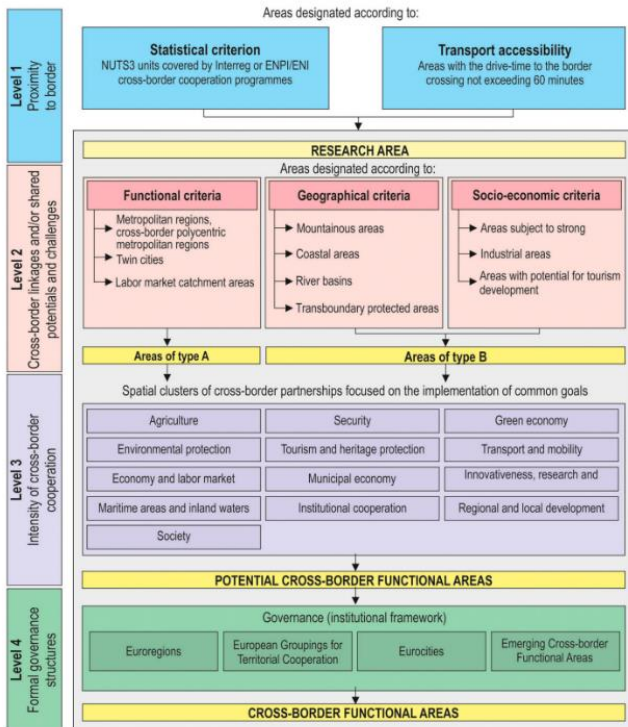 Areas designated according to:
Level 1
Proximity
to border
Statistical criterion
NUTS3 units covered by Interreg or ENPI/ENI
cross-border cooperation programmes
Transport accessibility
Areas with the drive-time to the border
crossing not exceeding 60 minutes
RESEARCH AREA
Areas designated according to:
Level 2
Cross-border linkages and/or shared
potentials and challenges
Functional criteria
Metropolitan regions,
cross-border polycentric
metropolitan regions
Twin cities
Labor market catchment areas
Geographical criteria
Mountainous areas
Coastal areas
River basins
Transboundary protected areas
Socio-economic criteria
Areas subject to strong
Industrial areas
Areas with potential for tourism
development
Areas of type A
Areas of type B
Level 3
Intensity of cross-border
cooperation
Spatial clusters of cross-border partnerships focused on the implementation of common goals
Agriculture
Security
Green economy
Environmental protection
Tourism and heritage protection
Transport and mobility
Economy and labor market
Municipal economy
Innovativeness, research and
Maritime areas and inland waters
Institutional cooperation
Regional and local development
Society
POTENTIAL CROSS-BORDER FUNCTIONAL AREAS
Level 4
Formal governance
structures
Governance (institutional framework)
Euroregions
European Groupings for
Territorial Cooperation
Eurocities
Emerging Cross-border
Functional Areas
CROSS-BORDER FUNCTIONAL AREAS